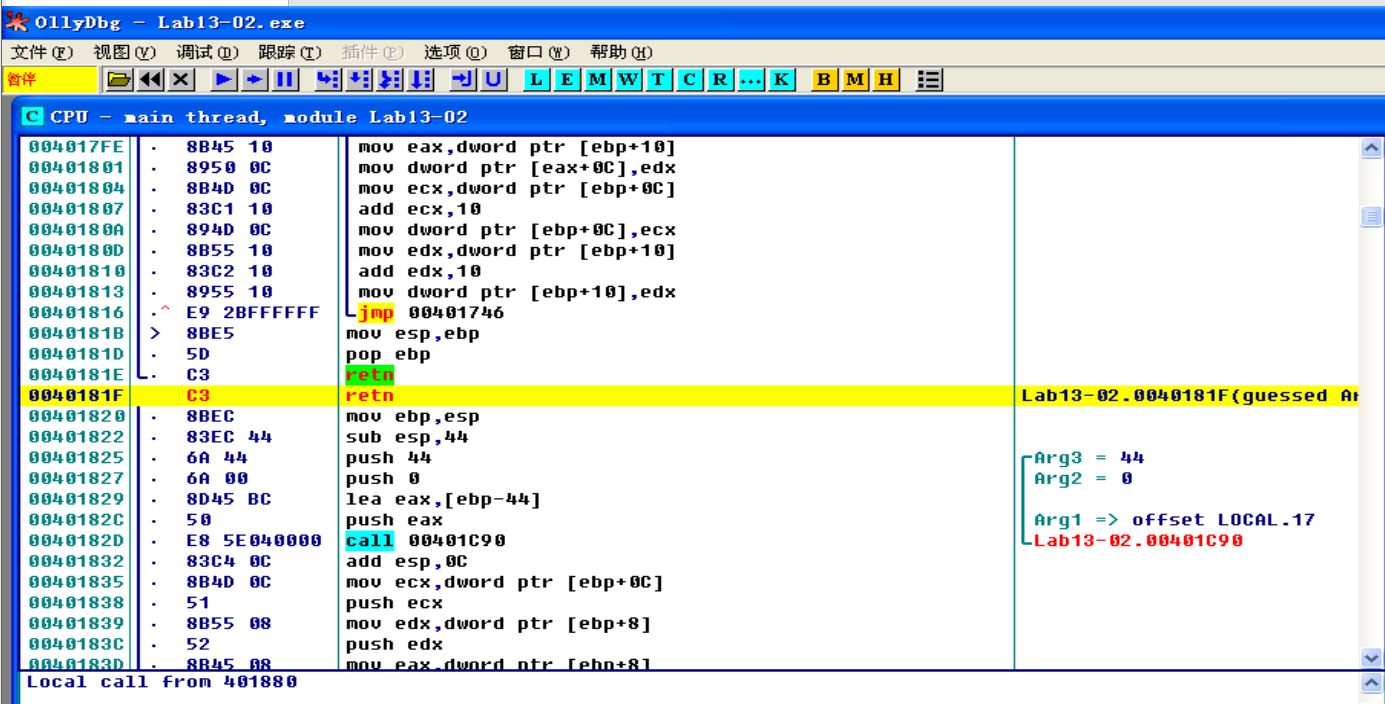 OllyDbg - Lab13-02.exe
文件(F) 视图(V) 调试(D) 跟踪(T) 插件(P) 选项(O) 窗口(W) 帮助(H)
暂停 L E M W T C R ... K B M H
C CPU - main thread, module Lab13-02
004017FE . 8B45 10 mov eax,dword ptr [ebp+10]
00401801 . 8950 0C mov dword ptr [eax+0C],edx
00401804 . 8B4D 0C mov ecx,dword ptr [ebp+0C]
00401807 . 83C1 10 add ecx,10
0040180A . 894D 0C mov dword ptr [ebp+0C],ecx
0040180D . 8B55 10 mov edx,dword ptr [ebp+10]
00401810 . 83C2 10 add edx,10
00401813 . 8955 10 mov dword ptr [ebp+10],edx
00401816 .^ E9 2BFFFFFF jmp 00401746
0040181B > 8BE5 mov esp,ebp
0040181D . 5D pop ebp
0040181E . C3 retn
0040181F C3 retn Lab13-02.0040181F(guessed Ar
00401820 . 8BEC mov ebp,esp
00401822 . 83EC 44 sub esp,44
00401825 . 6A 44 push 44 Arg3 = 44
00401827 . 6A 00 push 0 Arg2 = 0
00401829 . 8D45 BC lea eax,[ebp-44]
0040182C . 50 push eax Arg1 => offset LOCAL.17
0040182D . E8 5E040000 call 00401C90 Lab13-02.00401C90
00401832 . 83C4 0C add esp,0C
00401835 . 8B4D 0C mov ecx,dword ptr [ebp+0C]
00401838 . 51 push ecx
00401839 . 8B55 08 mov edx,dword ptr [ebp+8]
0040183C . 52 push edx
0040183D . 8B45 08 mov eax,dword ptr [ebp+8]
Local call from 401880